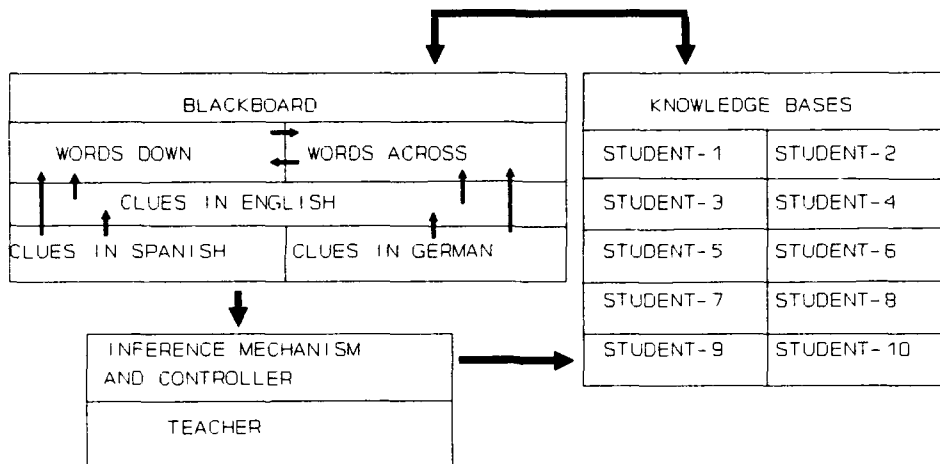 BLACKBOARD
WORDS DOWN
WORDS ACROSS
CLUES IN ENGLISH
CLUES IN SPANISH
CLUES IN GERMAN
INFERENCE MECHANISM
AND CONTROLLER
TEACHER
KNOWLEDGE BASES
STUDENT-1
STUDENT-2
STUDENT-3
STUDENT-4
STUDENT-5
STUDENT-6
STUDENT-7
STUDENT-8
STUDENT-9
STUDENT-10